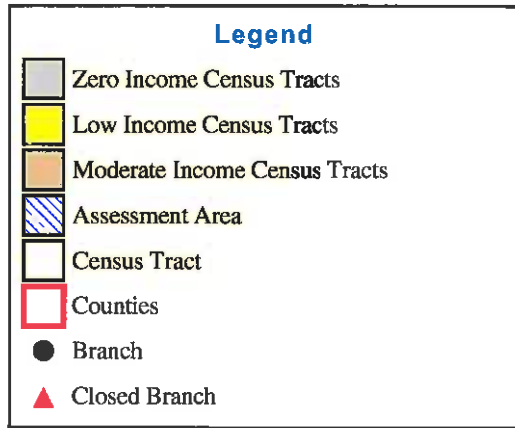 Legend
Zero Income Census Tracts
Low Income Census Tracts
Moderate Income Census Tracts
Assessment Area
Census Tract
Counties
Branch
Closed Branch